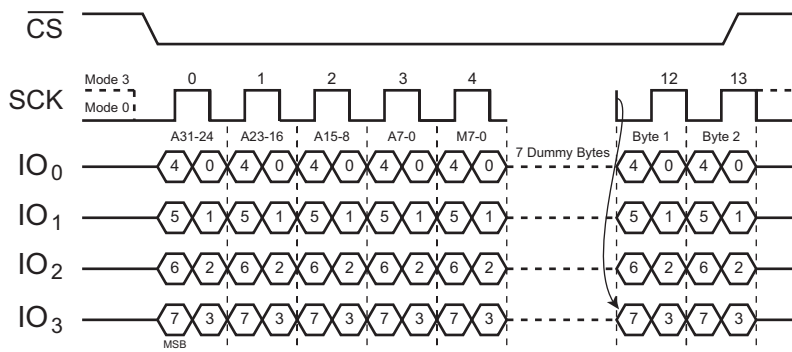 CS
Mode 3
Mode 0
SCK
0 1 2 3 4 12 13
A31-24 A23-16 A15-8 A7-0 M7-0 Byte 1 Byte 2
7 Dummy Bytes
IO0 4 0 4 0 4 0 4 0 4 0 4 0 4 0
IO1 5 1 5 1 5 1 5 1 5 1 5 1 5 1
IO2 6 2 6 2 6 2 6 2 6 2 6 2 6 2
IO3 7 3 7 3 7 3 7 3 7 3 7 3 7 3
MSB